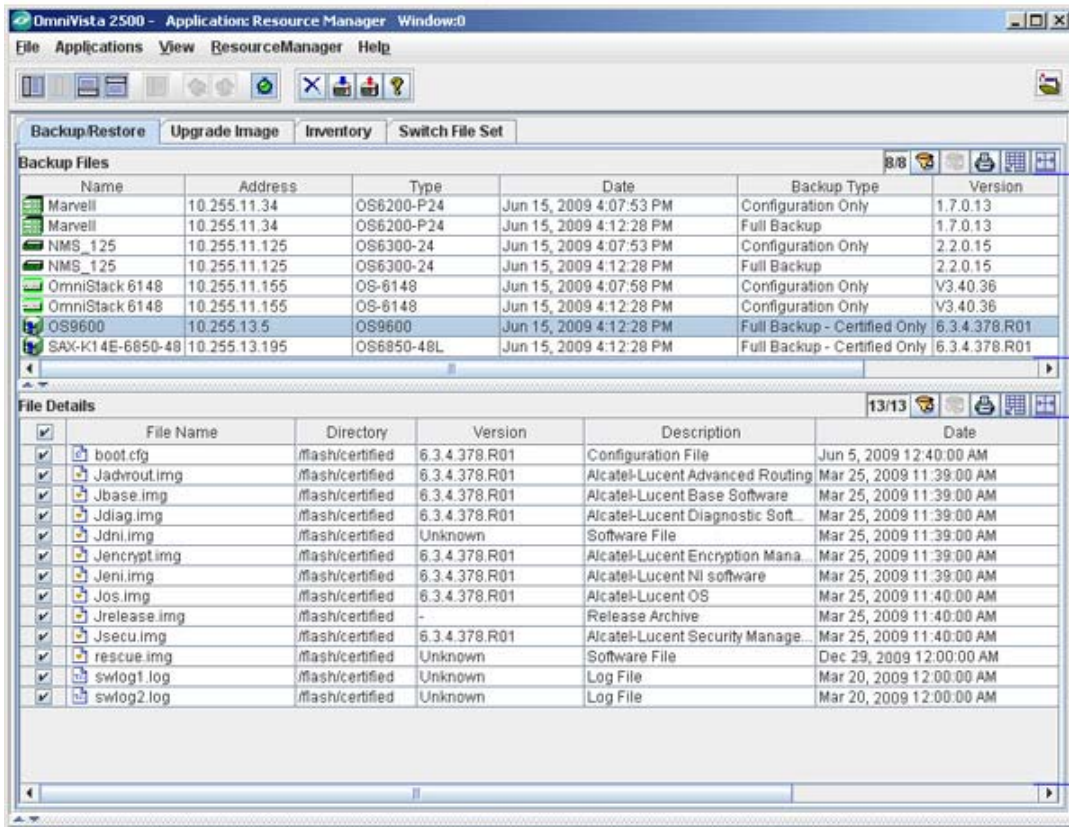 OmniVista 2500 - Application: Resource Manager Window:0
File Applications View ResourceManager Help
Backup/Restore Upgrade Image Inventory Switch File Set
Backup Files 8/8
Name Address Type Date Backup Type Version
Marvell 10.255.11.34 OS6200-P24 Jun 15, 2009 4:07:53 PM Configuration Only 1.7.0.13
Marvell 10.255.11.34 OS6200-P24 Jun 15, 2009 4:12:28 PM Full Backup 1.7.0.13
NMS_125 10.255.11.125 OS6300-24 Jun 15, 2009 4:07:53 PM Configuration Only 2.2.0.15
NMS_125 10.255.11.125 OS6300-24 Jun 15, 2009 4:12:28 PM Full Backup 2.2.0.15
OmniStack 6148 10.255.11.155 OS-6148 Jun 15, 2009 4:07:58 PM Configuration Only V3.40.36
OmniStack 6148 10.255.11.155 OS-6148 Jun 15, 2009 4:12:28 PM Configuration Only V3.40.36
OS9600 10.255.13.5 OS9600 Jun 15, 2009 4:12:28 PM Full Backup - Certified Only 6.3.4.378.R01
SAX-K14E-6850-48 10.255.13.195 OS6850-48L Jun 15, 2009 4:12:28 PM Full Backup - Certified Only 6.3.4.378.R01
File Details 13/13
File Name Directory Version Description Date
boot.cfg /flash/certified 6.3.4.378.R01 Configuration File Jun 5, 2009 12:40:00 AM
Jadvrout.img /flash/certified 6.3.4.378.R01 Alcatel-Lucent Advanced Routing Mar 25, 2009 11:39:00 AM
Jbase.img /flash/certified 6.3.4.378.R01 Alcatel-Lucent Base Software Mar 25, 2009 11:39:00 AM
Jdiag.img /flash/certified 6.3.4.378.R01 Alcatel-Lucent Diagnostic Soft... Mar 25, 2009 11:39:00 AM
Jdni.img /flash/certified Unknown Software File Mar 25, 2009 11:39:00 AM
Jencrypt.img /flash/certified 6.3.4.378.R01 Alcatel-Lucent Encryption Mana... Mar 25, 2009 11:39:00 AM
Jeni.img /flash/certified 6.3.4.378.R01 Alcatel-Lucent NI software Mar 25, 2009 11:39:00 AM
Jos.img /flash/certified 6.3.4.378.R01 Alcatel-Lucent OS Mar 25, 2009 11:40:00 AM
Jrelease.img /flash/certified - Release Archive Mar 25, 2009 11:40:00 AM
Jsecu.img /flash/certified 6.3.4.378.R01 Alcatel-Lucent Security Manage... Mar 25, 2009 11:40:00 AM
rescue.img /flash/certified Unknown Software File Dec 29, 2009 12:00:00 AM
swlog1.log /flash/certified Unknown Log File Mar 20, 2009 12:00:00 AM
swlog2.log /flash/certified Unknown Log File Mar 20, 2009 12:00:00 AM